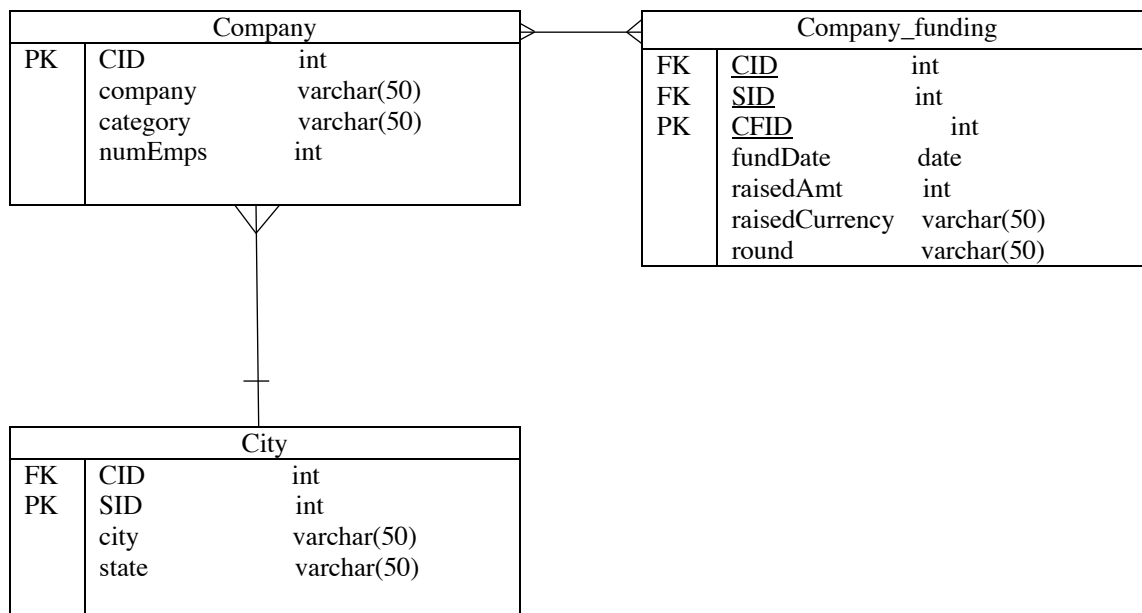 Company
PK CID int
company varchar(50)
category varchar(50)
numEmps int
Company_funding
FK CID int
FK SID int
PK CFID int
fundDate date
raisedAmt int
raisedCurrency varchar(50)
round varchar(50)
City
FK CID int
PK SID int
city varchar(50)
state varchar(50)